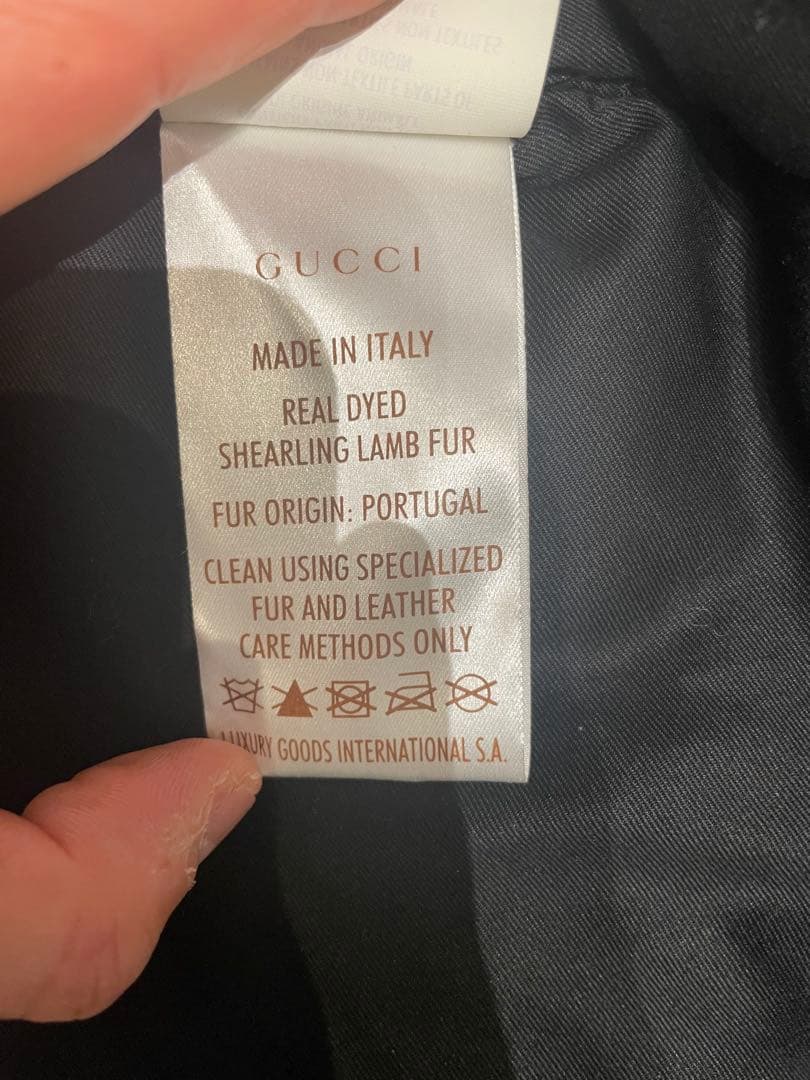 GUCCI
MADE IN ITALY
REAL DYED
SHEARLING LAMB FUR
FUR ORIGIN: PORTUGAL
CLEAN USING SPECIALIZED
FUR AND LEATHER
CARE METHODS ONLY
LUXURY GOODS INTERNATIONAL S.A.